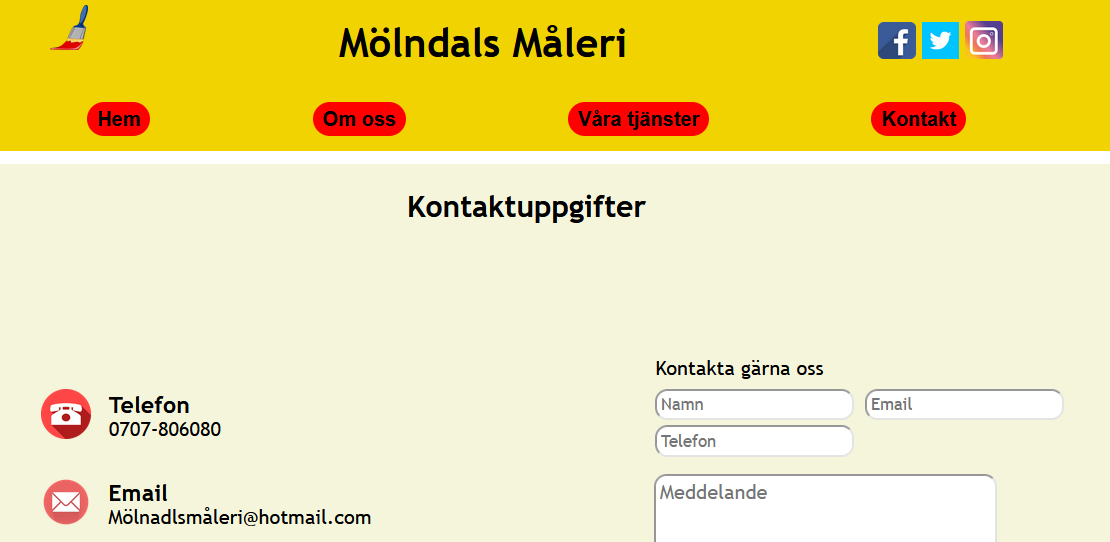 Mölndals Måleri
Hem Om oss Våra tjänster Kontakt
Kontaktuppgifter
Telefon
0707-806080
Email
Mölnadlsmåleri@hotmail.com
Kontakta gärna oss
Namn Email
Telefon
Meddelande